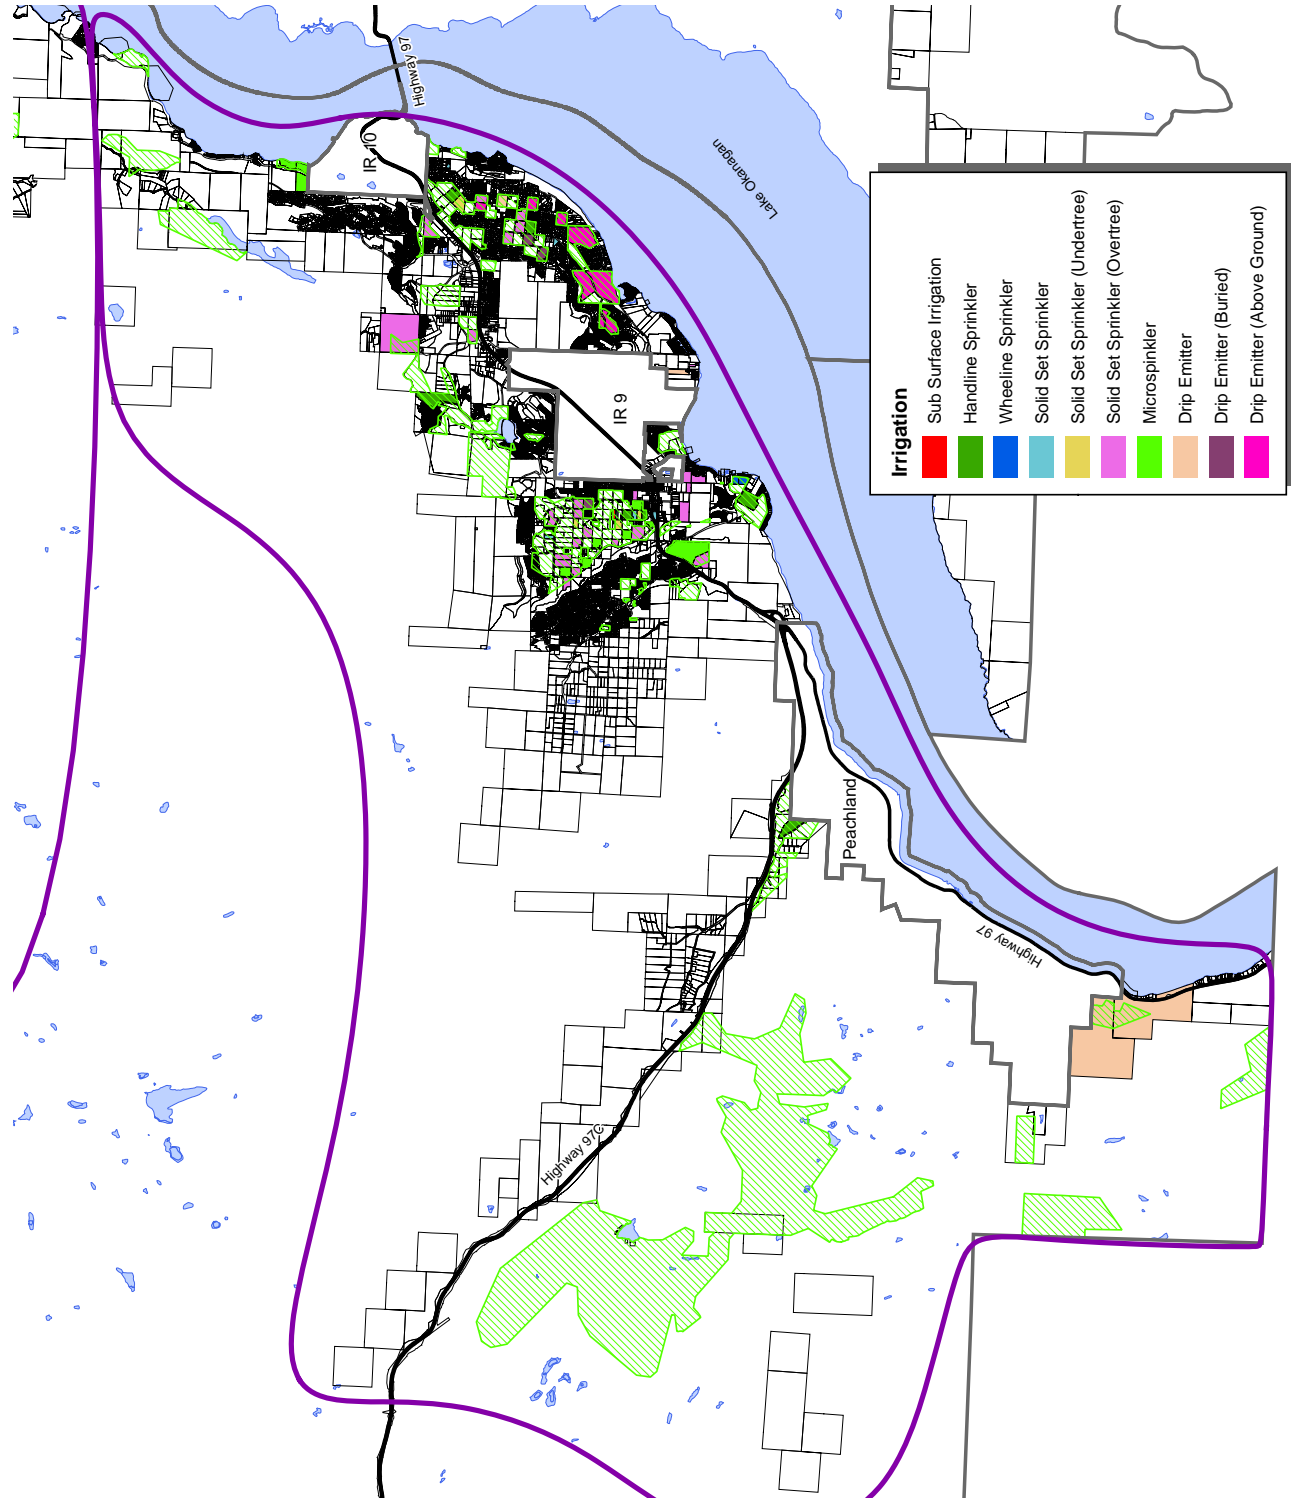 Highway 97
IR 10
Lake Okanagan
IR 9
Peachland
Highway 97
Highway 97C
Irrigation
Sub Surface Irrigation
Handline Sprinkler
Wheeline Sprinkler
Solid Set Sprinkler
Solid Set Sprinkler (Undertree)
Solid Set Sprinkler (Overtree)
Microspinkler
Drip Emitter
Drip Emitter (Buried)
Drip Emitter (Above Ground)